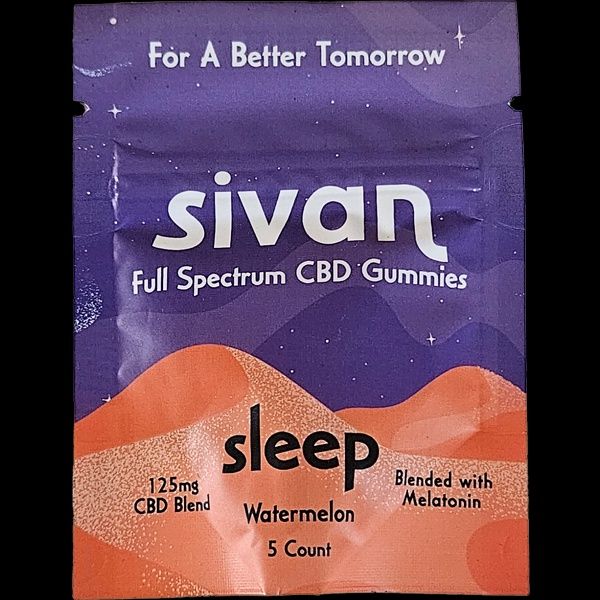 For A Better Tomorrow
sivan
Full Spectrum CBD Gummies
sleep
125mg
CBD Blend
Blended with
Melatonin
Watermelon
5 Count